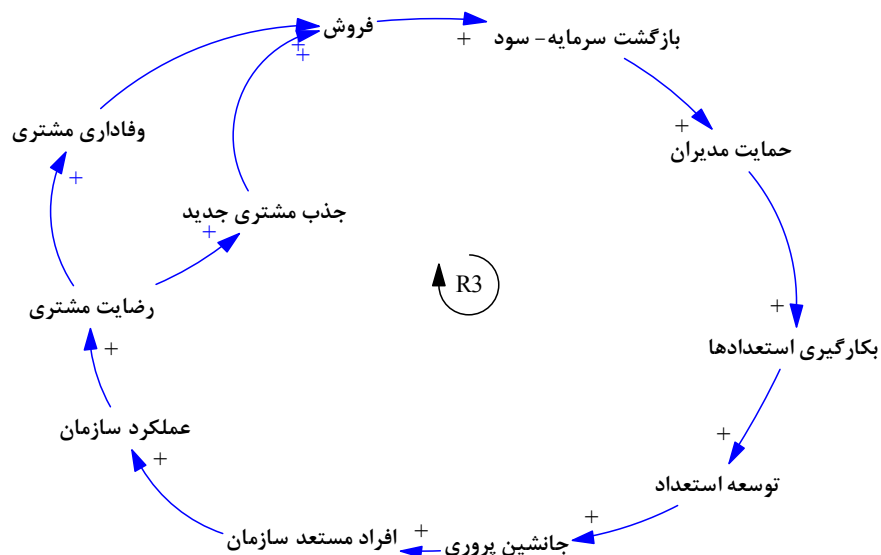 فروش
+
+
+
بازگشت سرمایه- سود
+
حمایت مدیران
وفاداری مشتری
+
جذب مشتری جدید
+
R3
رضایت مشتری
+
+
بکارگیری استعدادها
عملکرد سازمان
+
+
توسعه استعداد
+
جانشین پروری
+
افراد مستعد سازمان